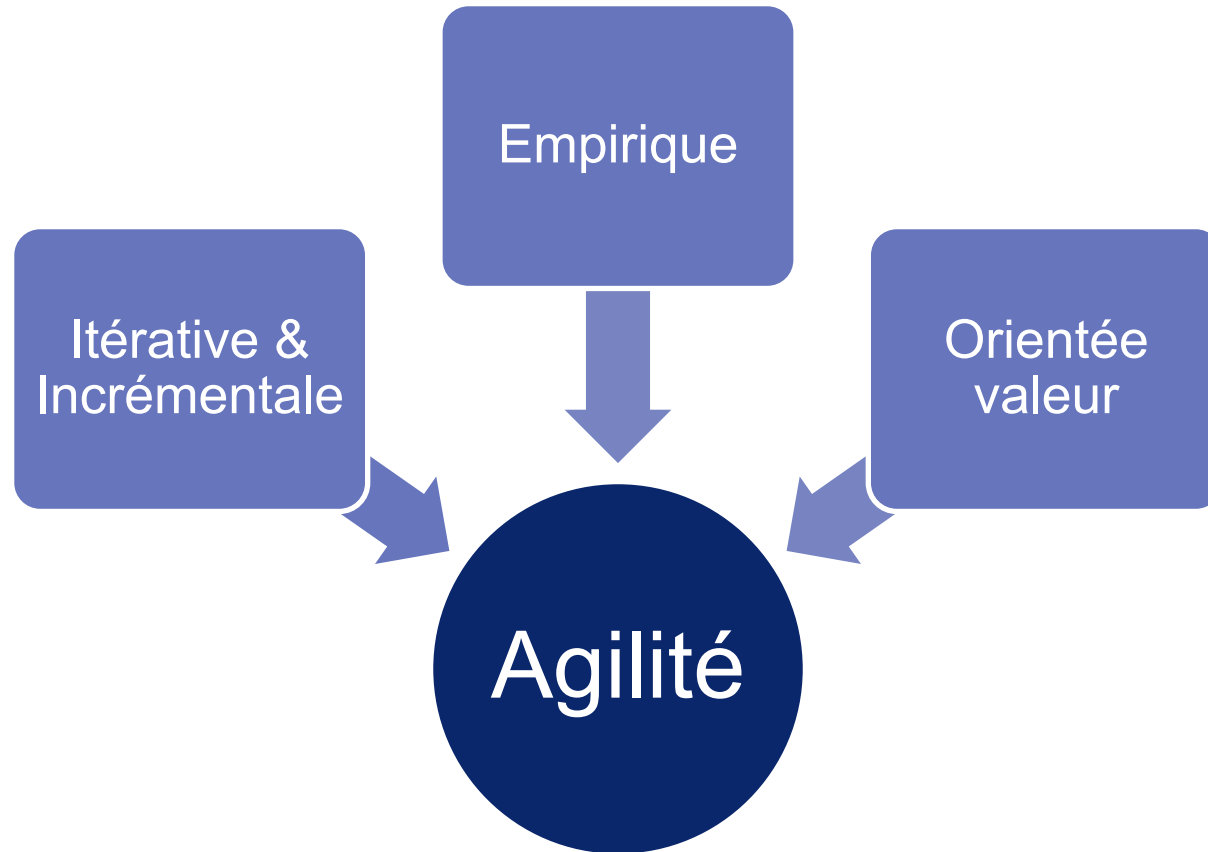 Empirique
Itérative &
Incrémentale
Orientée
valeur
Agilité